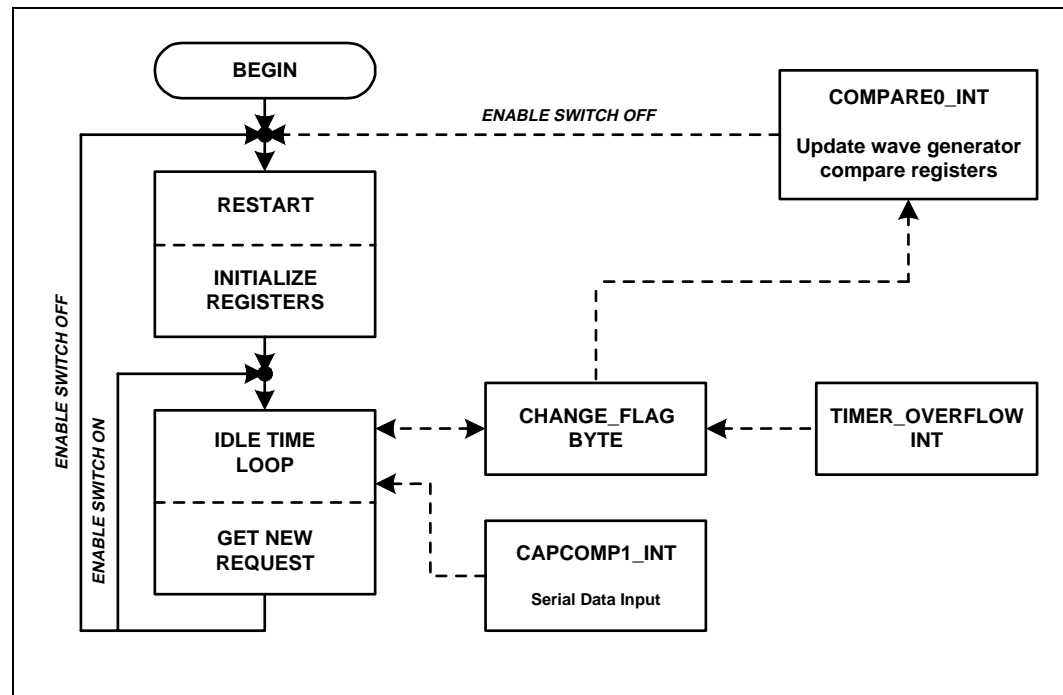 BEGIN
COMPARE0_INT
Update wave generator
compare registers
ENABLE SWITCH OFF
RESTART
INITIALIZE
REGISTERS
ENABLE SWITCH OFF
ENABLE SWITCH ON
IDLE TIME
LOOP
GET NEW
REQUEST
CHANGE_FLAG
BYTE
TIMER_OVERFLOW
INT
CAPCOMP1_INT
Serial Data Input